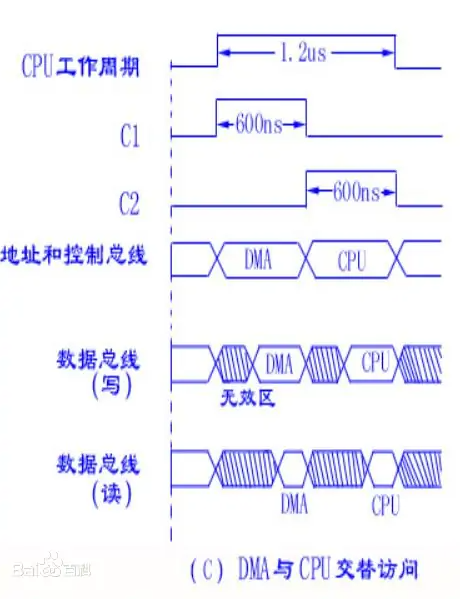 CPU工作周期
1.2us
C1
600ns
C2
600ns
地址和控制总线
DMA
CPU
数据总线
(写)
DMA
CPU
无效区
数据总线
(读)
DMA
CPU
(C) DMA与CPU交替访问
Bai百科